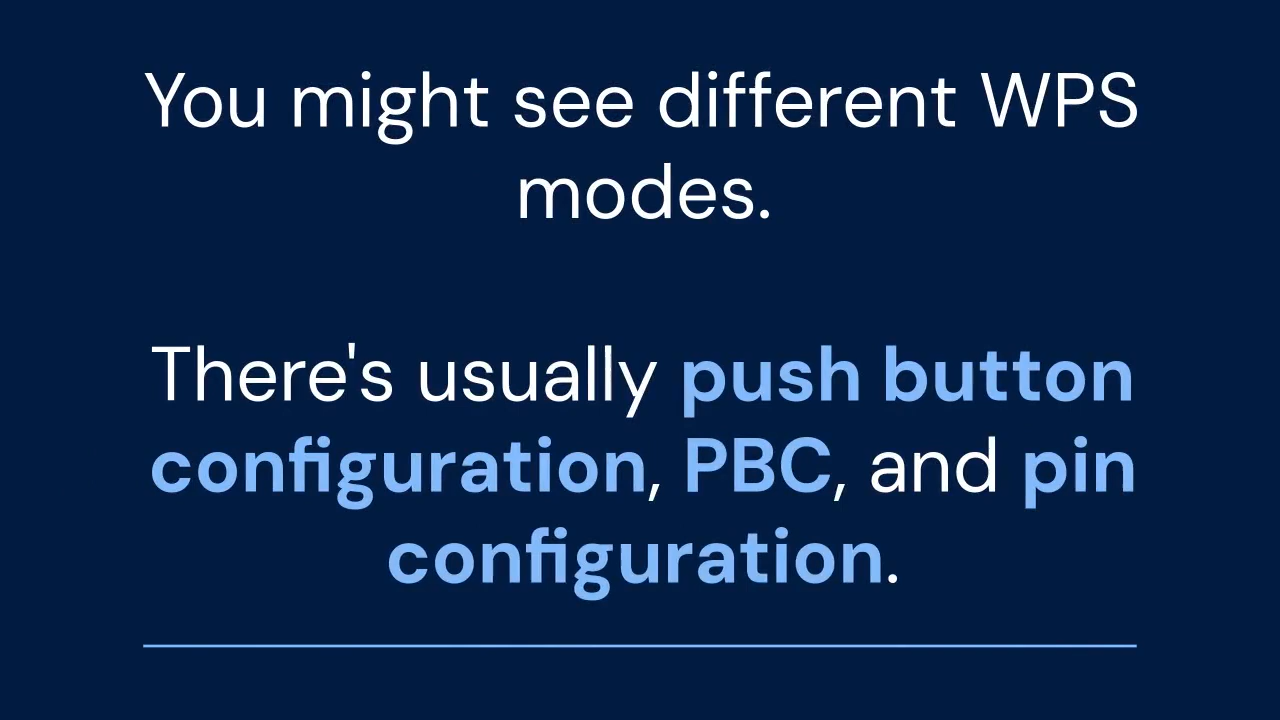 You might see different WPS
modes.
There's usually push button
configuration, PBC, and pin
configuration.